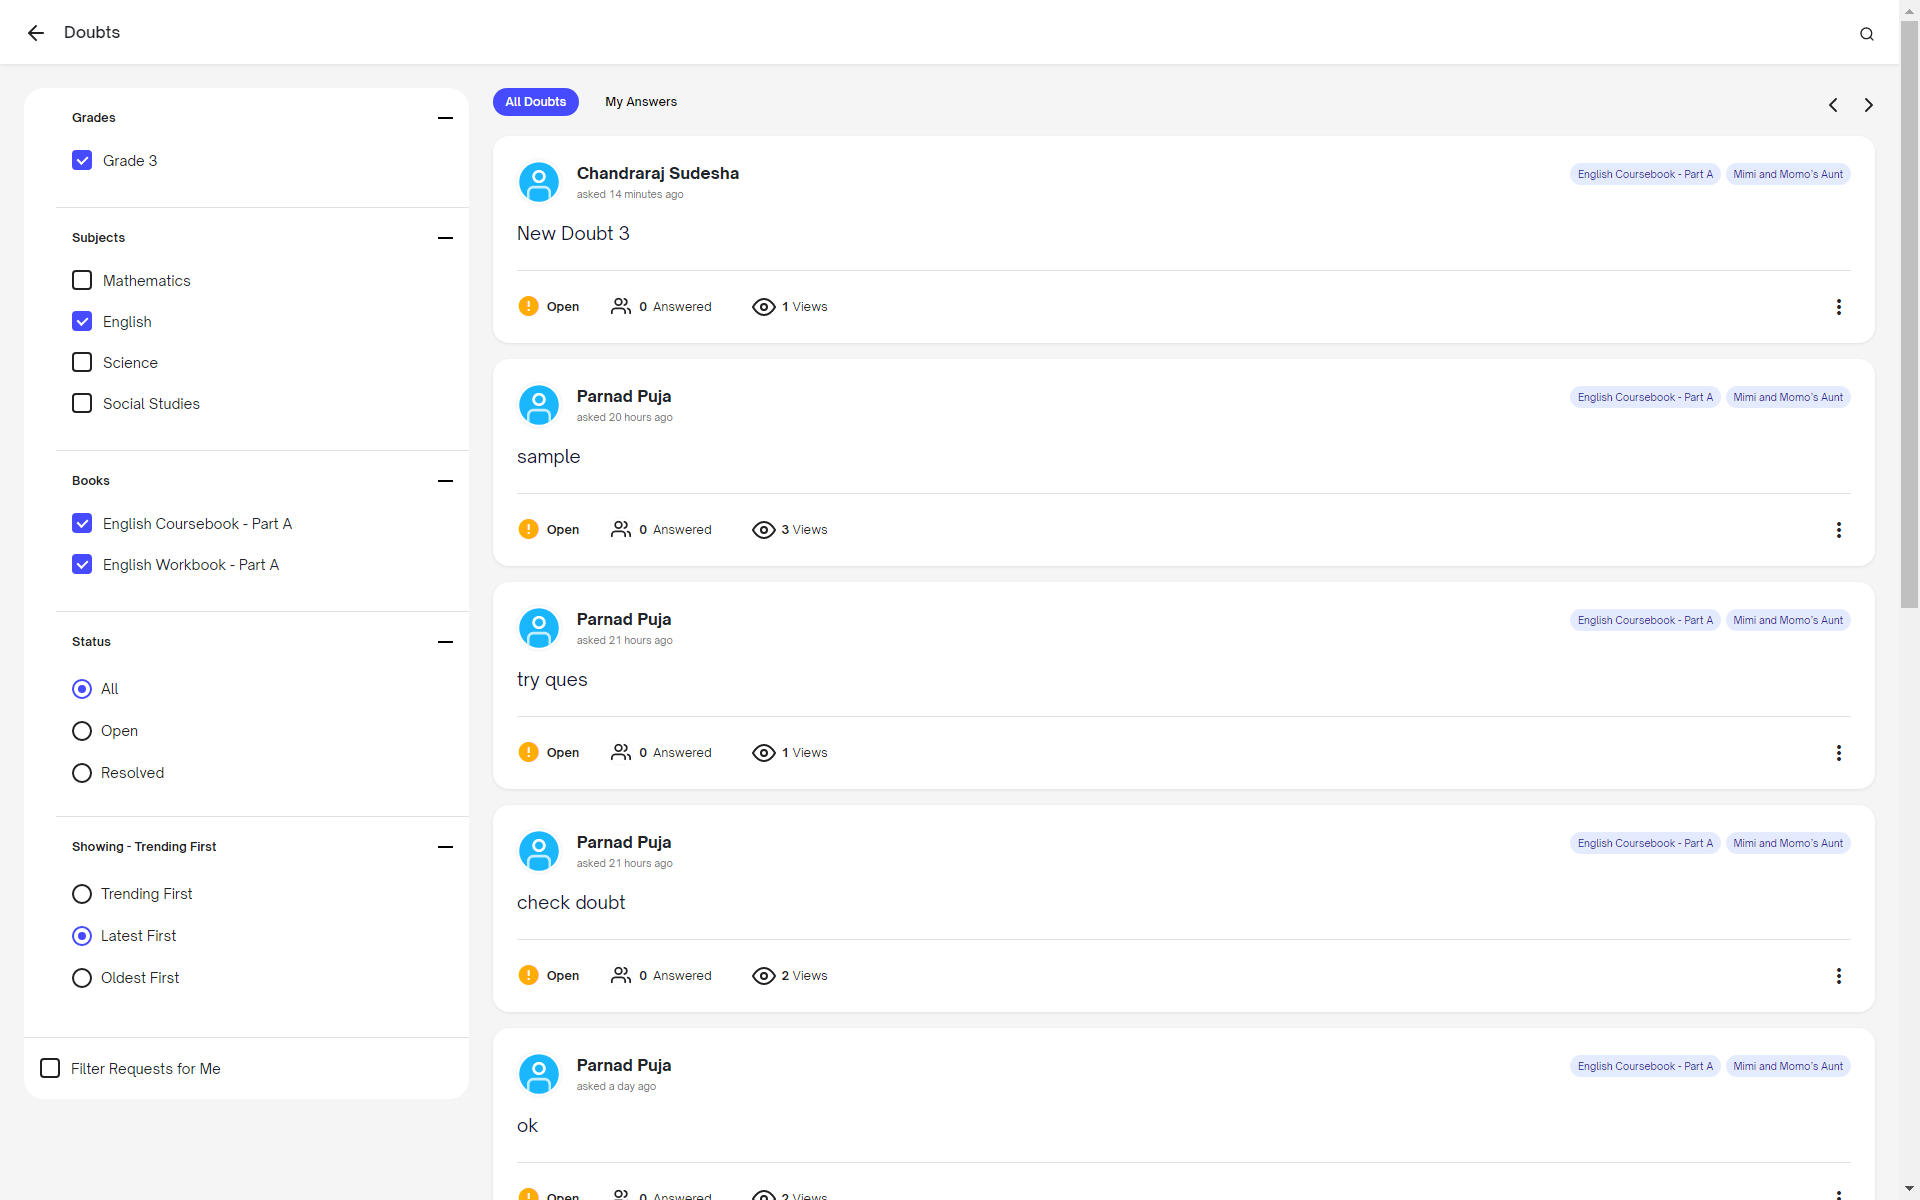 Doubts
Grades
Grade 3
Subjects
Mathematics
English
Science
Social Studies
Books
English Coursebook - Part A
English Workbook - Part A
Status
All
Open
Resolved
Showing - Trending First
Trending First
Latest First
Oldest First
Filter Requests for Me
All Doubts My Answers
Chandraraj Sudesha English Coursebook - Part A Mimi and Momo's Aunt
asked 14 minutes ago
New Doubt 3
Open 0 Answered 1 Views
Parnad Puja English Coursebook - Part A Mimi and Momo's Aunt
asked 20 hours ago
sample
Open 0 Answered 3 Views
Parnad Puja English Coursebook - Part A Mimi and Momo's Aunt
asked 21 hours ago
try ques
Open 0 Answered 1 Views
Parnad Puja English Coursebook - Part A Mimi and Momo's Aunt
asked 21 hours ago
check doubt
Open 0 Answered 2 Views
Parnad Puja English Coursebook - Part A Mimi and Momo's Aunt
asked a day ago
ok
Open 0 Answered 2 Views